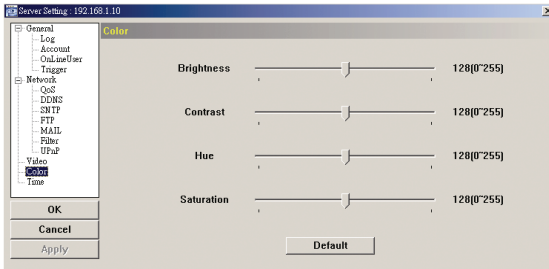 Server Setting : 192.168.1.10
General
Log
Account
OnLineUser
Trigger
Network
QoS
DDNS
SNTP
FTP
MAIL
Filter
UPnP
Video
Color
Time
OK
Cancel
Apply
Color
Brightness 128(0~255)
Contrast 128(0~255)
Hue 128(0~255)
Saturation 128(0~255)
Default